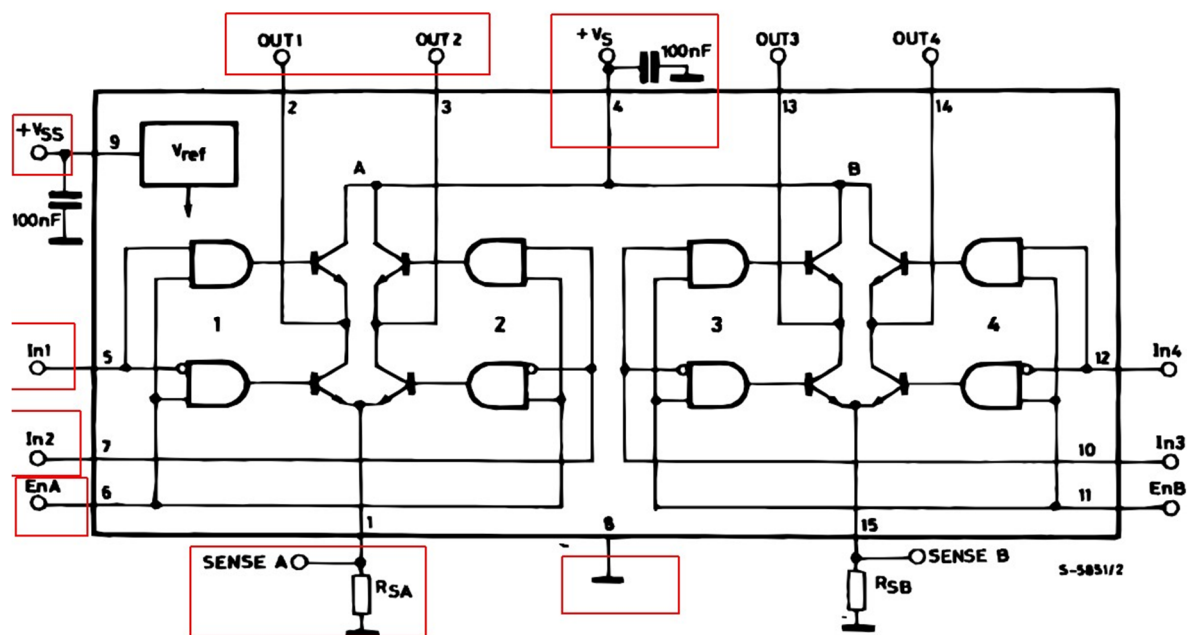 OUT1
OUT2
+VS
100nF
OUT3
OUT4
2
3
4
13
14
+VSS
9
Vref
A
B
100nF
1
2
3
4
In1
5
12
In4
In2
7
10
In3
EnA
6
11
EnB
1
8
15
SENSE A
RSA
SENSE B
RSB
S-5851/2